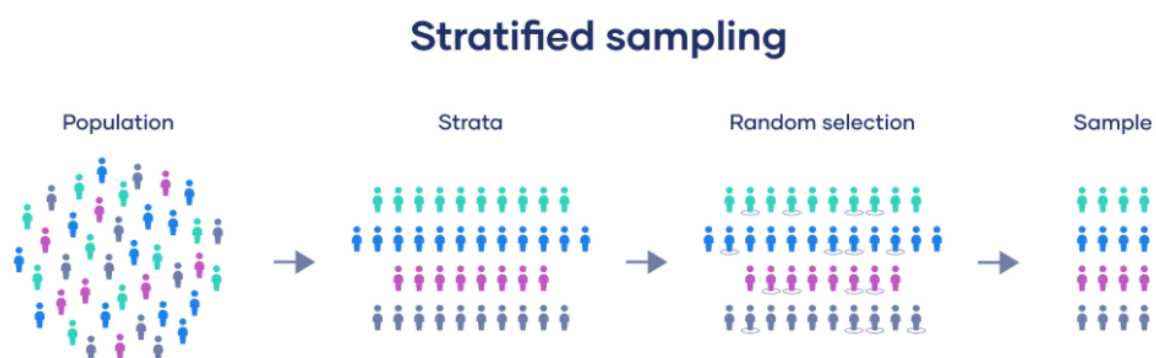 Stratified sampling
Population
Strata
Random selection
Sample